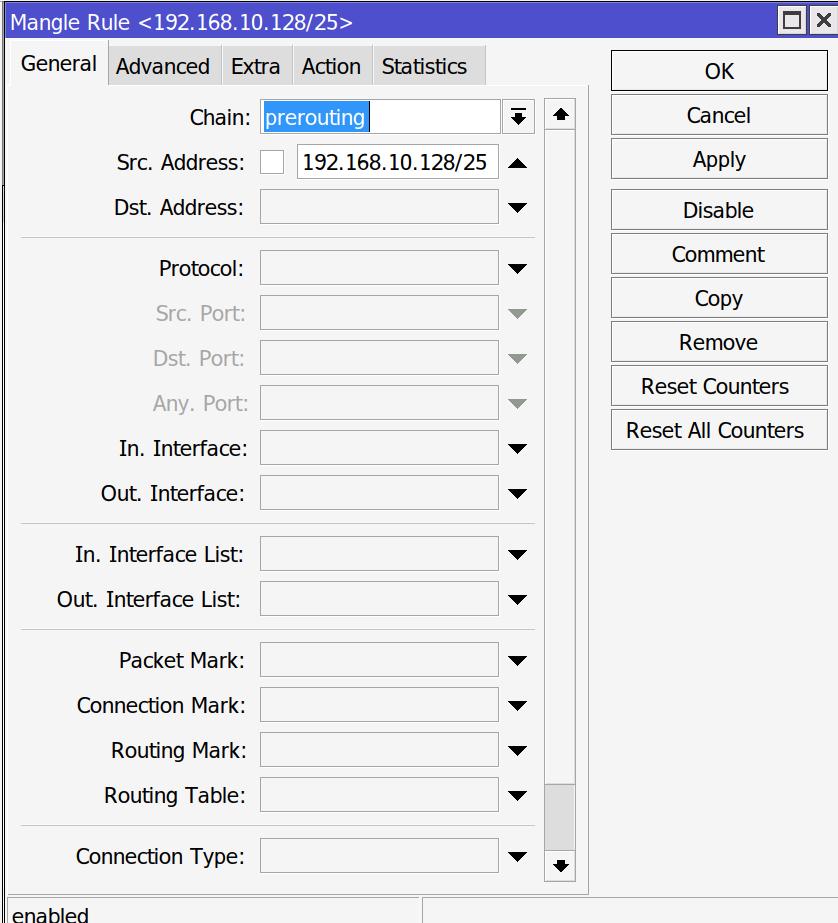 Mangle Rule <192.168.10.128/25>
General Advanced Extra Action Statistics
Chain: prerouting
Src. Address: 192.168.10.128/25
Dst. Address:
Protocol:
Src. Port:
Dst. Port:
Any. Port:
In. Interface:
Out. Interface:
In. Interface List:
Out. Interface List:
Packet Mark:
Connection Mark:
Routing Mark:
Routing Table:
Connection Type:
OK
Cancel
Apply
Disable
Comment
Copy
Remove
Reset Counters
Reset All Counters
enabled